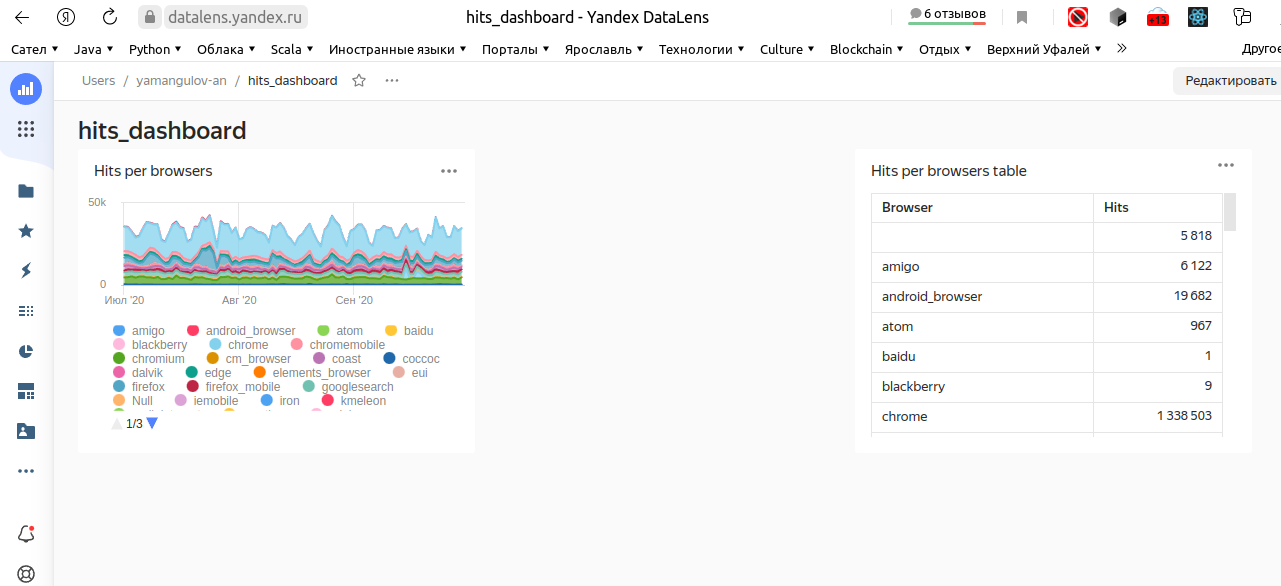 Я datalens.yandex.ru hits_dashboard - Yandex DataLens 6 отзывов +13
Сател Java Python Облака Scala Иностранные языки Порталы Ярославль Технологии Culture Blockchain Отдых Верхний Уфалей » Другое
Users / yamangulov-an / hits_dashboard Редактировать
hits_dashboard
Hits per browsers
50k
0
Июл '20 Авг '20 Сен '20
amigo android_browser atom baidu
blackberry chrome chromemobile
chromium cm_browser coast coccoc
dalvik edge elements_browser eui
firefox firefox_mobile googlesearch
Null iemobile iron kmeleon
1/3
Hits per browsers table
Browser Hits
5 818
amigo 6 122
android_browser 19 682
atom 967
baidu 1
blackberry 9
chrome 1 338 503